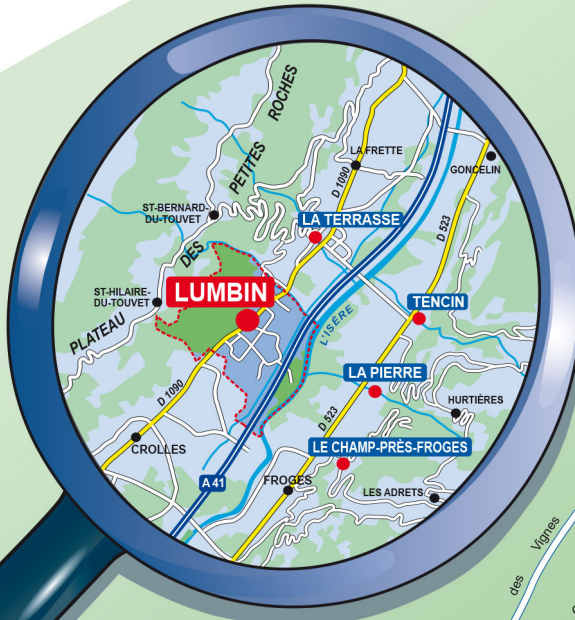 ROCHES
PETITES
DES
PLATEAU
LA FRETTE
GONCELIN
D 1090
ST-BERNARD-
DU-TOUVET
LA TERRASSE
D 523
ST-HILAIRE-
DU-TOUVET
LUMBIN
TENCIN
L'ISÈRE
LA PIERRE
D 1090
HURTIÈRES
D 523
CROLLES
LE CHAMP-PRÈS-FROGES
A 41
FROGES
LES ADRETS
des Vignes